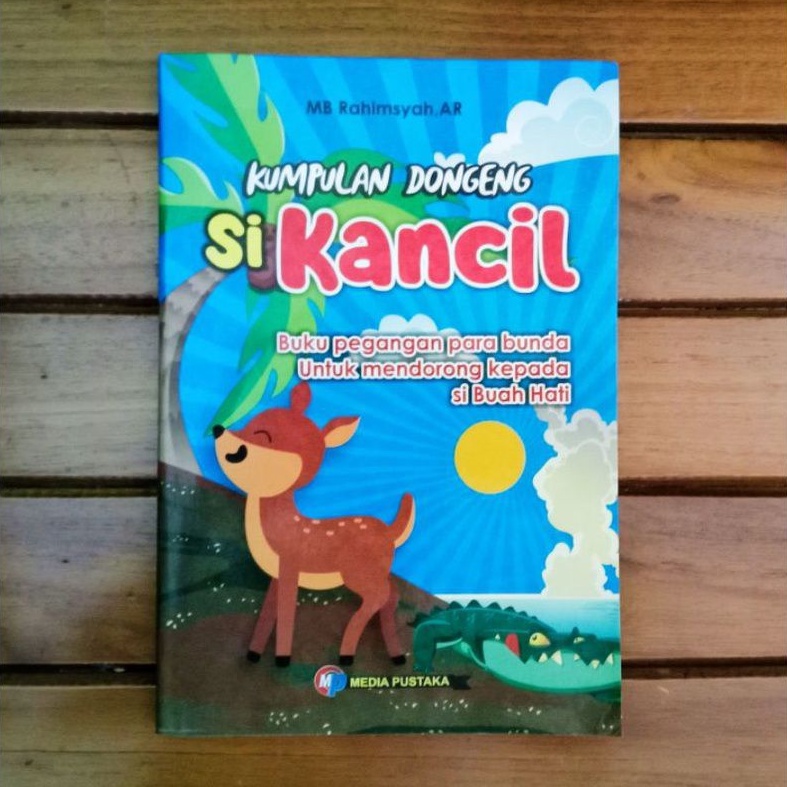 MB Rahimsyah,AR
KUMPULAN DONGENG
Si Kancil
Buku pegangan para bunda
Untuk mendorong kepada
si Buah Hati
MP MEDIA PUSTAKA